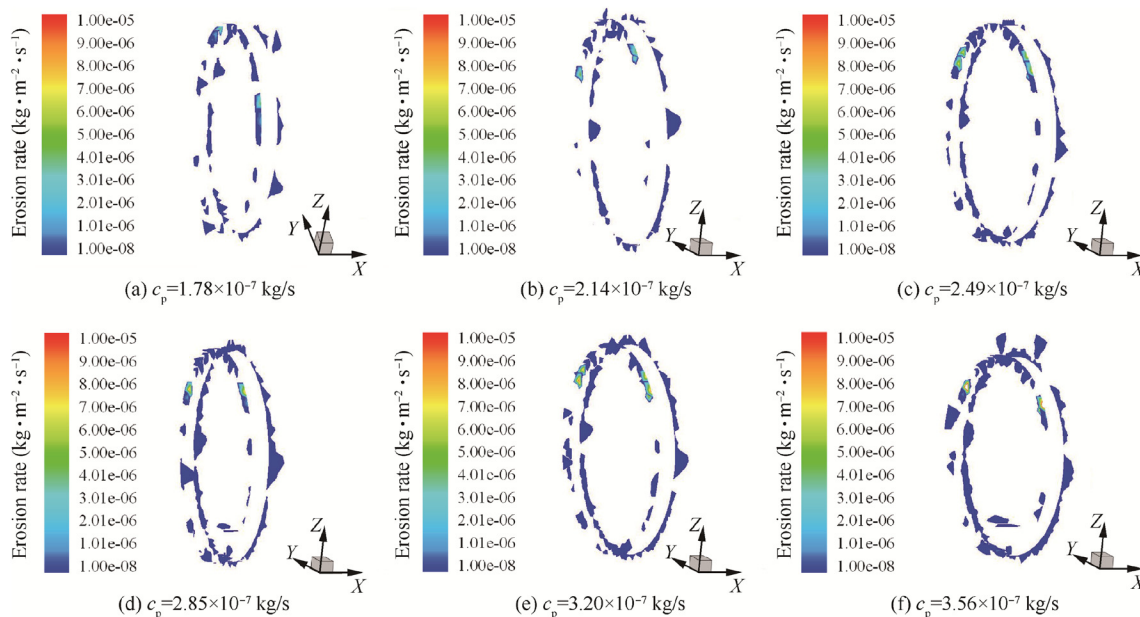 Erosion rate (kg•m⁻²•s⁻¹)
1.00e-05
9.00e-06
8.00e-06
7.00e-06
6.00e-06
5.00e-06
4.01e-06
3.01e-06
2.01e-06
1.01e-06
1.00e-08
Y
Z
X
(a) cₚ=1.78×10⁻⁷ kg/s
Erosion rate (kg•m⁻²•s⁻¹)
1.00e-05
9.00e-06
8.00e-06
7.00e-06
6.00e-06
5.00e-06
4.01e-06
3.01e-06
2.01e-06
1.01e-06
1.00e-08
Z
Y
X
(b) cₚ=2.14×10⁻⁷ kg/s
Erosion rate (kg•m⁻²•s⁻¹)
1.00e-05
9.00e-06
8.00e-06
7.00e-06
6.00e-06
5.00e-06
4.01e-06
3.01e-06
2.01e-06
1.01e-06
1.00e-08
Z
Y
X
(c) cₚ=2.49×10⁻⁷ kg/s
Erosion rate (kg•m⁻²•s⁻¹)
1.00e-05
9.00e-06
8.00e-06
7.00e-06
6.00e-06
5.00e-06
4.01e-06
3.01e-06
2.01e-06
1.01e-06
1.00e-08
Z
Y
X
(d) cₚ=2.85×10⁻⁷ kg/s
Erosion rate (kg•m⁻²•s⁻¹)
1.00e-05
9.00e-06
8.00e-06
7.00e-06
6.00e-06
5.00e-06
4.01e-06
3.01e-06
2.01e-06
1.01e-06
1.00e-08
Z
Y
X
(e) cₚ=3.20×10⁻⁷ kg/s
Erosion rate (kg•m⁻²•s⁻¹)
1.00e-05
9.00e-06
8.00e-06
7.00e-06
6.00e-06
5.00e-06
4.01e-06
3.01e-06
2.01e-06
1.01e-06
1.00e-08
Z
Y
X
(f) cₚ=3.56×10⁻⁷ kg/s